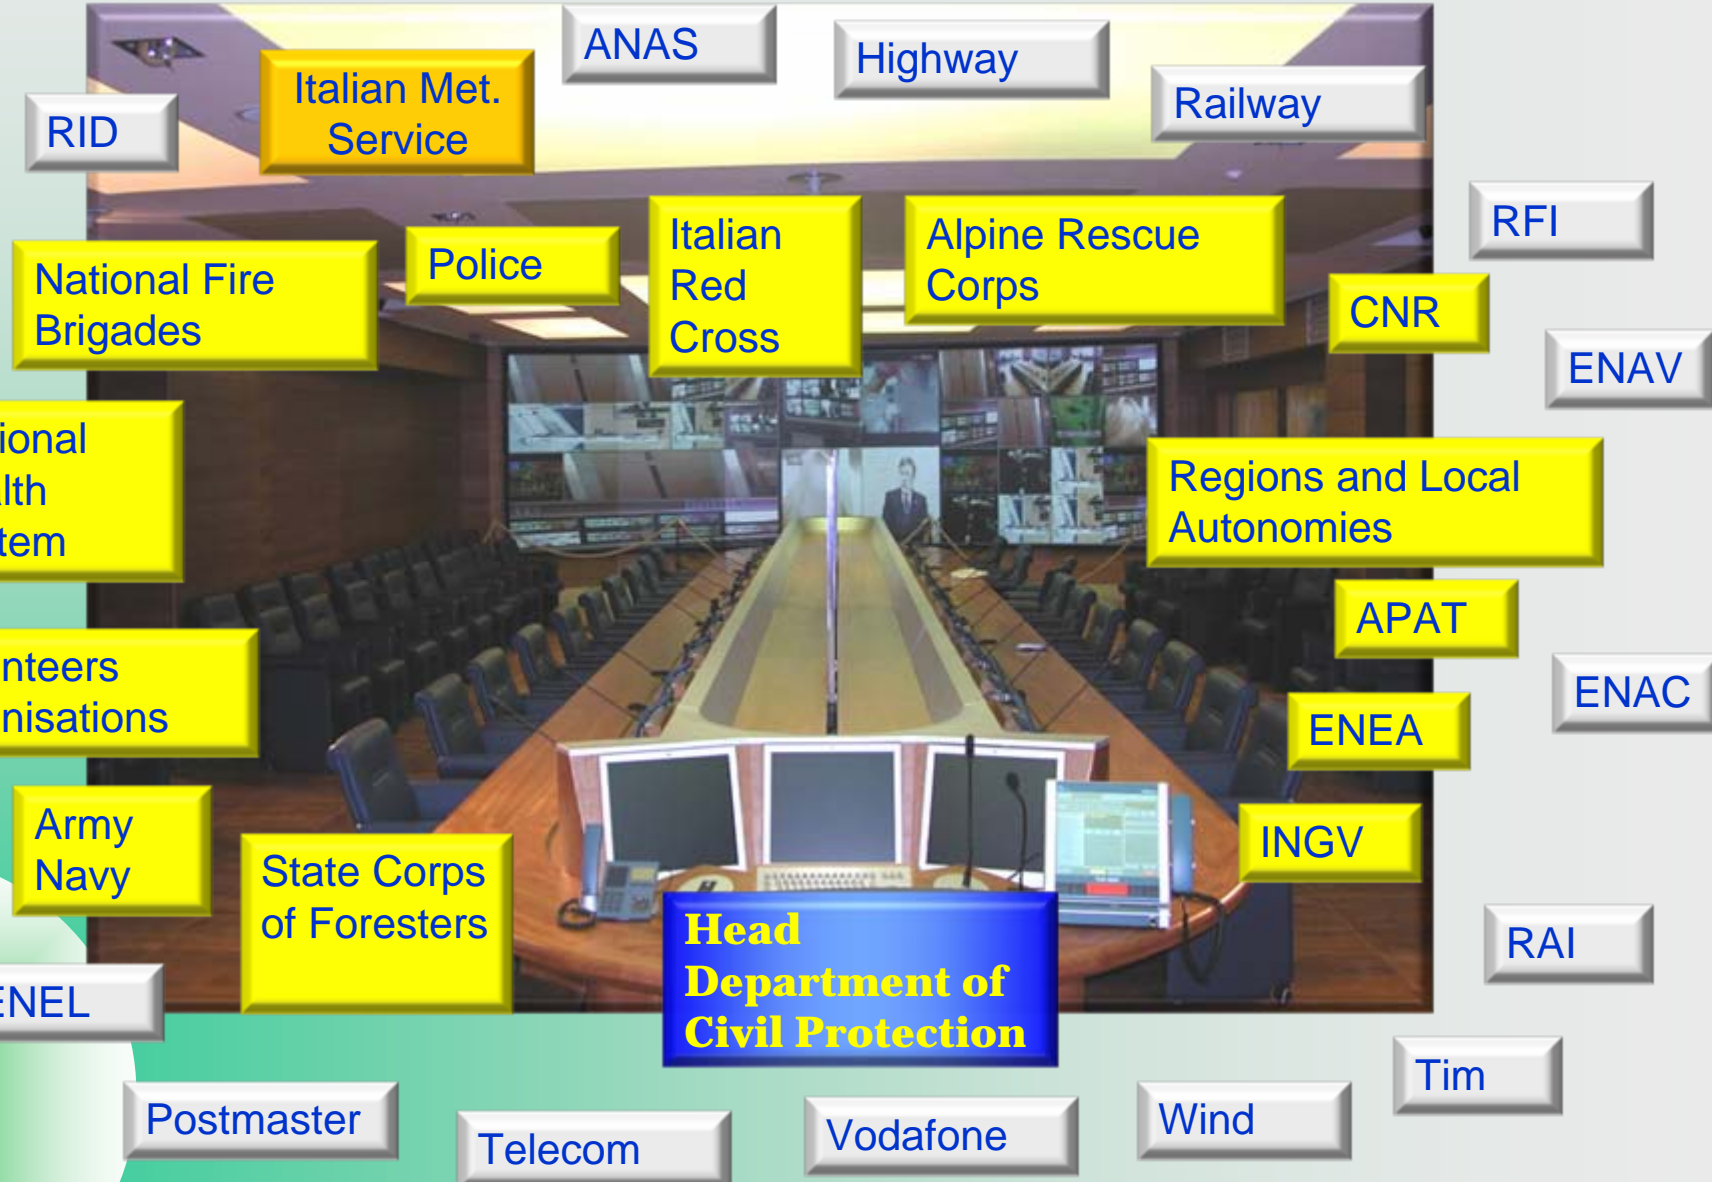 ANAS
Highway
Italian Met.
Service
Railway
RID
RFI
Italian
Red
Cross
Alpine Rescue
Corps
Police
National Fire
Brigades
CNR
ENAV
ional
alth
tem
Regions and Local
Autonomies
APAT
nteers
nisations
ENAC
ENEA
Army
Navy
State Corps
of Foresters
INGV
Head
Department of
Civil Protection
RAI
ENEL
Tim
Postmaster
Telecom
Vodafone
Wind